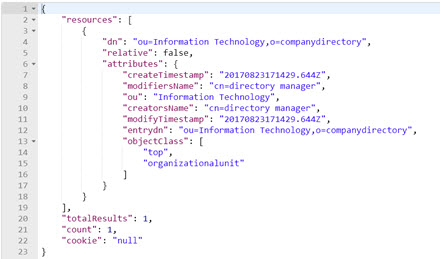 1 {
2 "resources": [
3 {
4 "dn": "ou=Information Technology,o=companydirectory",
5 "relative": false,
6 "attributes": {
7 "createTimestamp": "20170823171429.644Z",
8 "modifiersName": "cn=directory manager",
9 "ou": "Information Technology",
10 "creatorsName": "cn=directory manager",
11 "modifyTimestamp": "20170823171429.644Z",
12 "entrydn": "ou=Information Technology,o=companydirectory",
13 "objectClass": [
14 "top",
15 "organizationalunit"
16 ]
17 }
18 }
19 ],
20 "totalResults": 1,
21 "count": 1,
22 "cookie": "null"
23 }